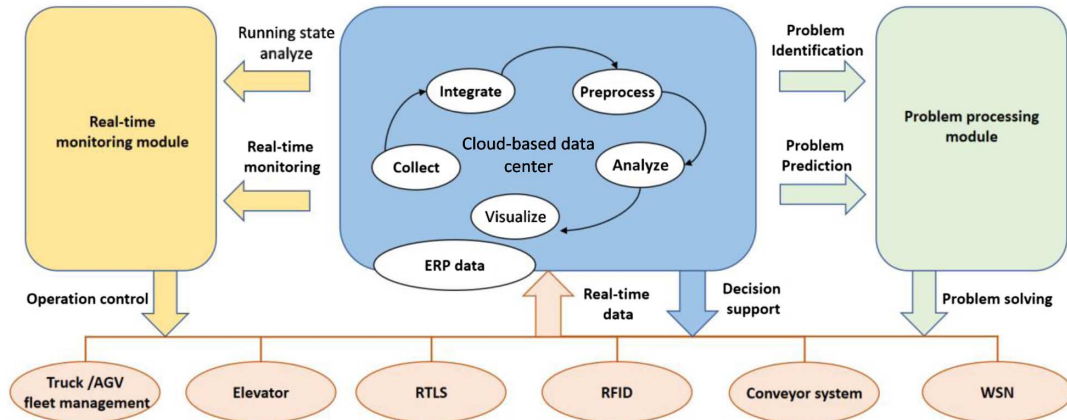 Running state
analyze
Real-time
monitoring module
Real-time
monitoring
Integrate
Preprocess
Cloud-based data
center
Collect
Analyze
Visualize
ERP data
Problem
Identification
Problem
Prediction
Problem processing
module
Operation control
Real-time
data
Decision
support
Problem solving
Truck /AGV
fleet management
Elevator
RTLS
RFID
Conveyor system
WSN